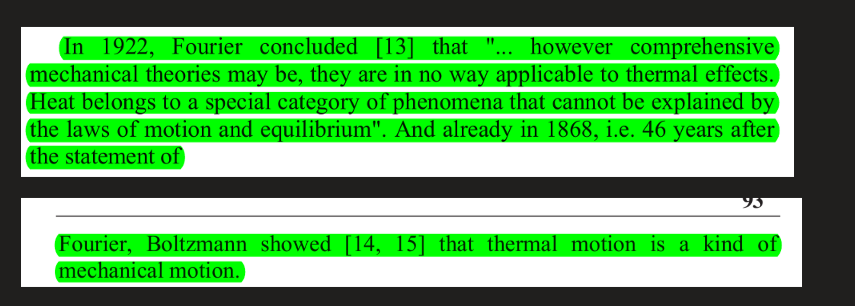 In 1922, Fourier concluded [13] that "... however comprehensive
mechanical theories may be, they are in no way applicable to thermal effects.
Heat belongs to a special category of phenomena that cannot be explained by
the laws of motion and equilibrium". And already in 1868, i.e. 46 years after
the statement of
93
Fourier, Boltzmann showed [14, 15] that thermal motion is a kind of
mechanical motion.